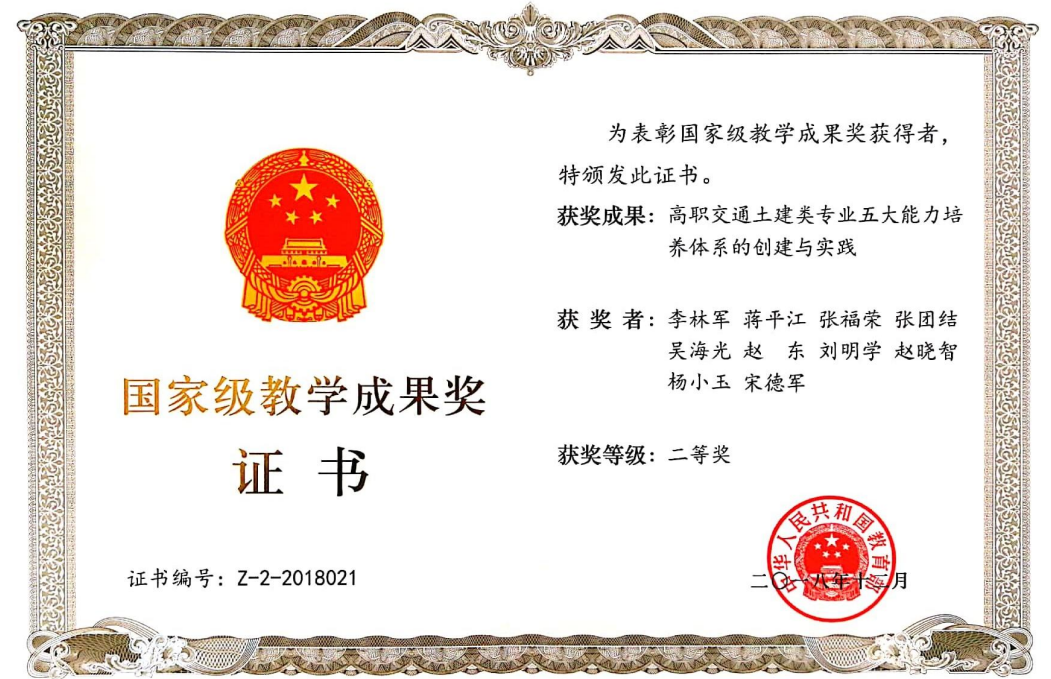 国家级教学成果奖
证 书
证书编号：Z-2-2018021
为表彰国家级教学成果奖获得者，
特颁发此证书。
获奖成果：高职交通土建类专业五大能力培
养体系的创建与实践
获 奖 者：李林军 蒋平江 张福荣 张团结
吴海光 赵　东 刘明学 赵晓智
杨小玉 宋德军
获奖等级：二等奖
中华人民共和国教育部
二〇一八年十二月